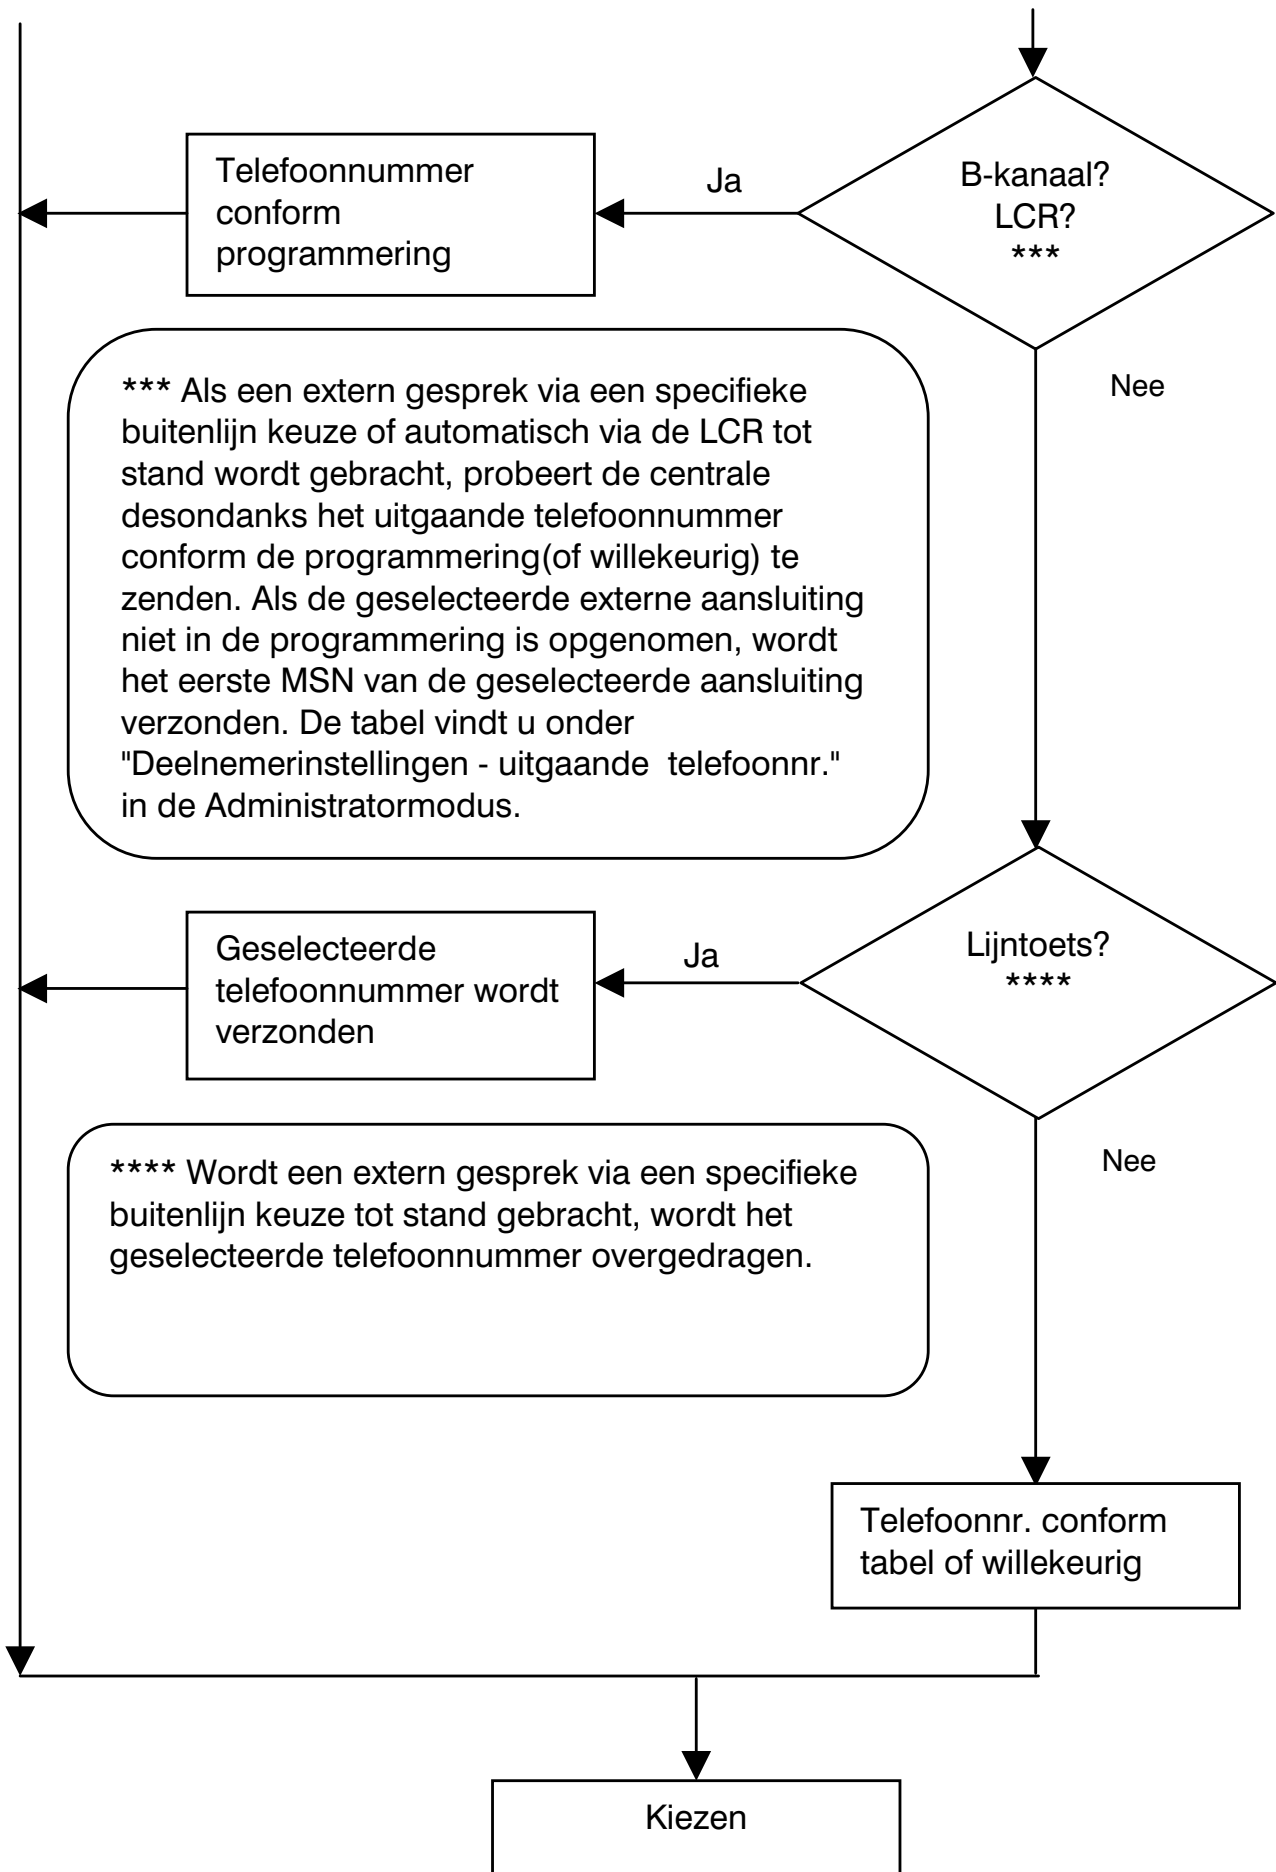 Telefoonnummer
conform
programmering
Ja
B-kanaal?
LCR?
***
Nee
*** Als een extern gesprek via een specifieke
buitenlijn keuze of automatisch via de LCR tot
stand wordt gebracht, probeert de centrale
desondanks het uitgaande telefoonnummer
conform de programmering(of willekeurig) te
zenden. Als de geselecteerde externe aansluiting
niet in de programmering is opgenomen, wordt
het eerste MSN van de geselecteerde aansluiting
verzonden. De tabel vindt u onder
"Deelnemerinstellingen - uitgaande  telefoonnr."
in de Administratormodus.
Geselecteerde
telefoonnummer wordt
verzonden
Ja
Lijntoets?
****
Nee
**** Wordt een extern gesprek via een specifieke
buitenlijn keuze tot stand gebracht, wordt het
geselecteerde telefoonnummer overgedragen.
Telefoonnr. conform
tabel of willekeurig
Kiezen